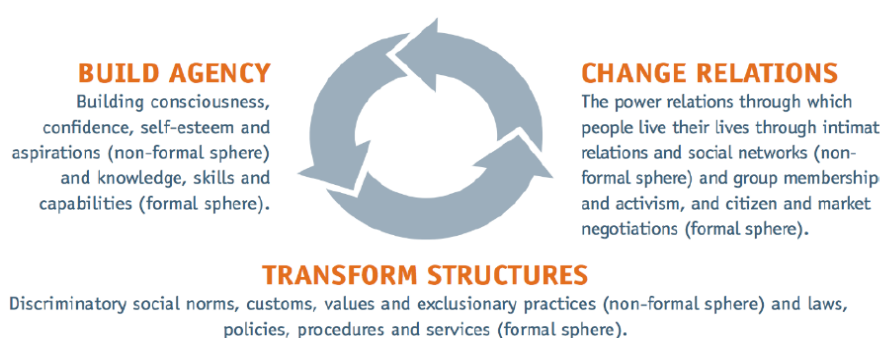 BUILD AGENCY
Building consciousness,
confidence, self-esteem and
aspirations (non-formal sphere)
and knowledge, skills and
capabilities (formal sphere).
CHANGE RELATIONS
The power relations through which
people live their lives through intimat
relations and social networks (non-
formal sphere) and group membership
and activism, and citizen and market
negotiations (formal sphere).
TRANSFORM STRUCTURES
Discriminatory social norms, customs, values and exclusionary practices (non-formal sphere) and laws,
policies, procedures and services (formal sphere).